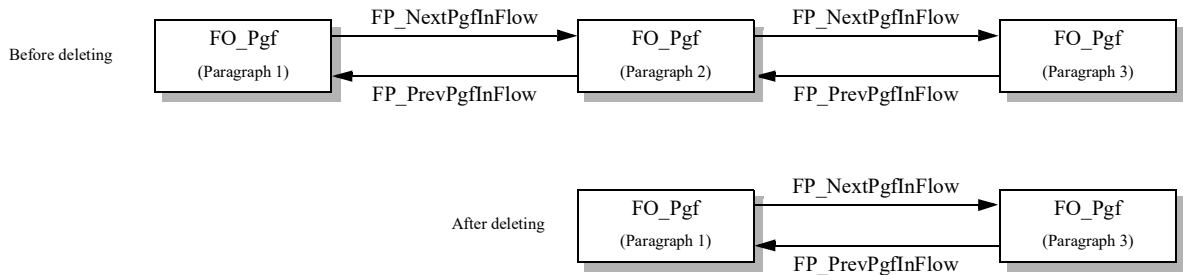 FP_NextPgfInFlow
FP_NextPgfInFlow
Before deleting
FO_Pgf
(Paragraph 1)
FO_Pgf
(Paragraph 2)
FO_Pgf
(Paragraph 3)
FP_PrevPgfInFlow
FP_PrevPgfInFlow
FP_NextPgfInFlow
After deleting
FO_Pgf
(Paragraph 1)
FO_Pgf
(Paragraph 3)
FP_PrevPgfInFlow